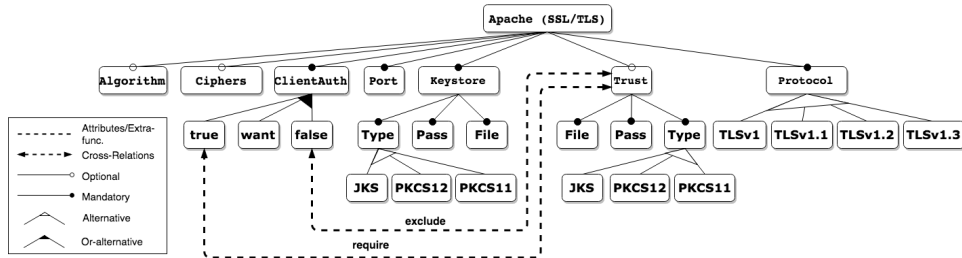 Apache (SSL/TLS)
Algorithm Ciphers ClientAuth Port Keystore Trust Protocol
true want false Type Pass File File Pass Type TLSv1 TLSv1.1 TLSv1.2 TLSv1.3
JKS PKCS12 PKCS11 JKS PKCS12 PKCS11
exclude
require
Attributes/Extra-
func.
Cross-Relations
Optional
Mandatory
Alternative
Or-alternative